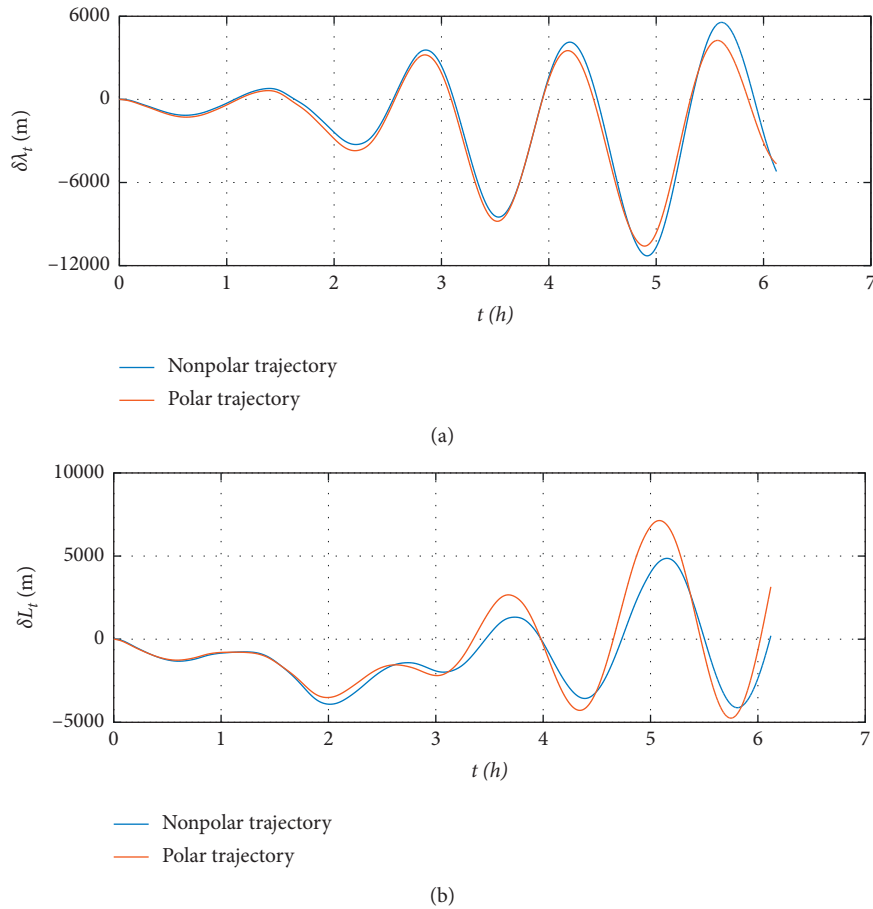 6000
0
−6000
−12000
δλt (m)
0 1 2 3 4 5 6 7
t (h)
Nonpolar trajectory
Polar trajectory
(a)
10000
5000
0
−5000
δLt (m)
0 1 2 3 4 5 6 7
t (h)
Nonpolar trajectory
Polar trajectory
(b)